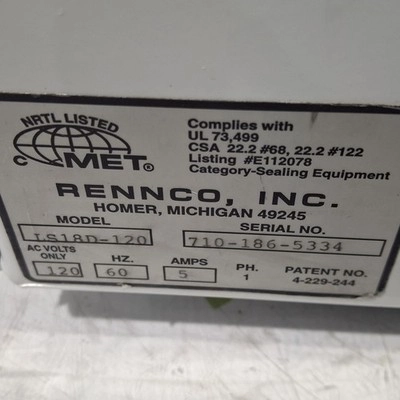 NRTL LISTED
C MET®
Complies with
UL 73,499
CSA 22.2 #68, 22.2 #122
Listing #E112078
Category-Sealing Equipment
RENNCO, INC.
HOMER, MICHIGAN 49245
MODEL SERIAL NO.
LS18D-120 710-186-5334
AC VOLTS ONLY HZ. AMPS PH. PATENT NO.
120 60 5 1 4-229-244